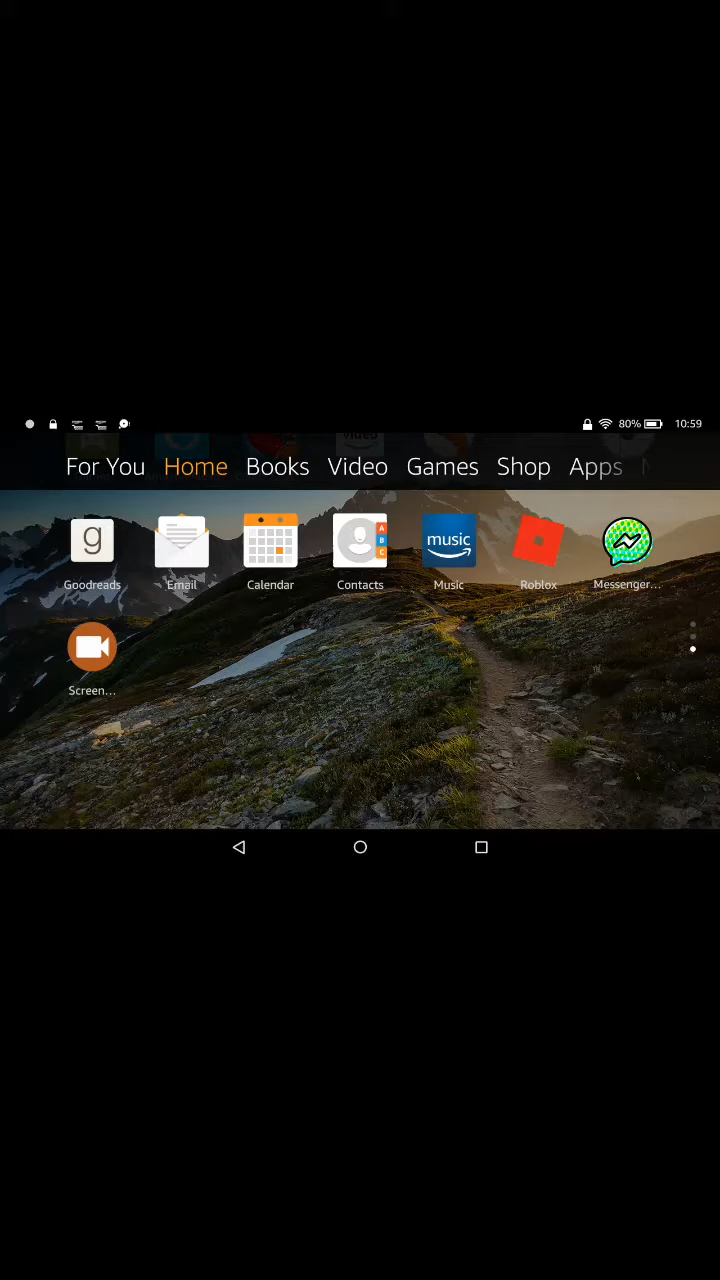 80% 10:59
For You Home Books Video Games Shop Apps
g
A
B
C
music
Goodreads Email Calendar Contacts Music Roblox Messenger...
Screen...